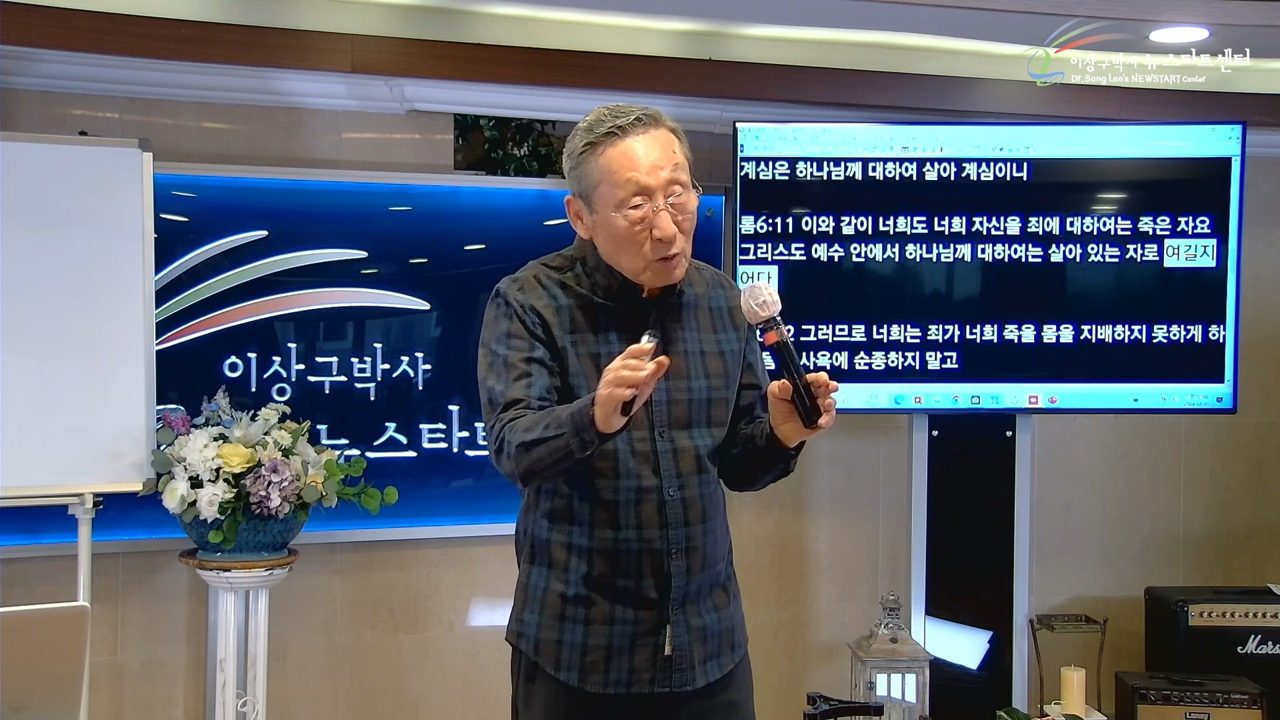 이상구박사 뉴스타트센터
Dr.Sang Lee's NEWSTART Center
계심은 하나님께 대하여 살아 계심이니
롬6:11 이와 같이 너희도 너희 자신을 죄에 대하여는 죽은 자요
그리스도 예수 안에서 하나님께 대하여는 살아 있는 자로 여길지
어다
2 그러므로 너희는 죄가 너희 죽을 몸을 지배하지 못하게 하
사욕에 순종하지 말고
이상구박사
뉴스타트
Mars
Laney